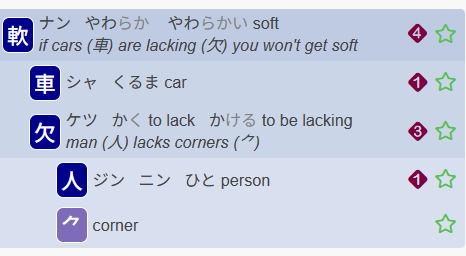 軟 ナン やわらか やわらかい soft 4
if cars (車) are lacking (欠) you won't get soft
車 シャ くるま car 1
欠 ケツ かく to lack かける to be lacking 3
man (人) lacks corners (⺈)
人 ジン ニン ひと person 1
⺈ corner